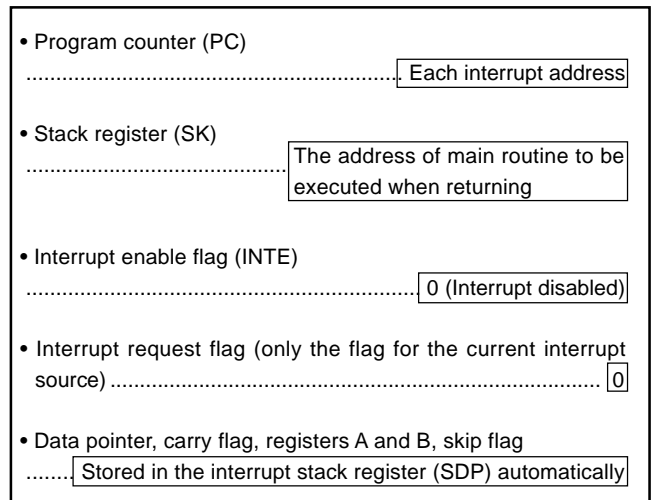 • Program counter (PC)
............................................................... Each interrupt address
• Stack register (SK)
............................................
The address of main routine to be
executed when returning
• Interrupt enable flag (INTE)
.................................................................. 0 (Interrupt disabled)
• Interrupt request flag (only the flag for the current interrupt
source) .................................................................................. 0
• Data pointer, carry flag, registers A and B, skip flag
........ Stored in the interrupt stack register (SDP) automatically